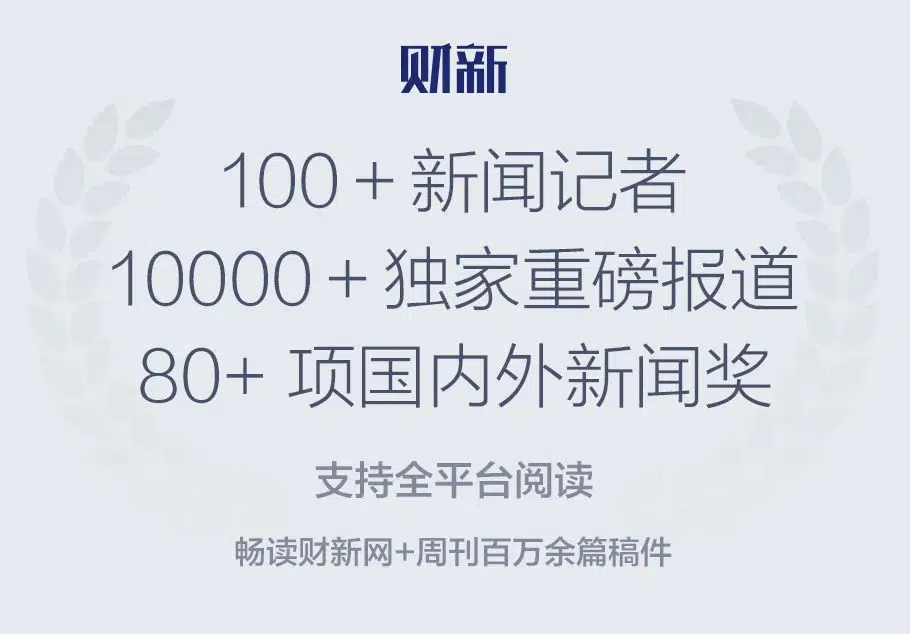 财新
100+新闻记者
10000+独家重磅报道
80+ 项国内外新闻奖
支持全平台阅读
畅读财新网+周刊百万余篇稿件